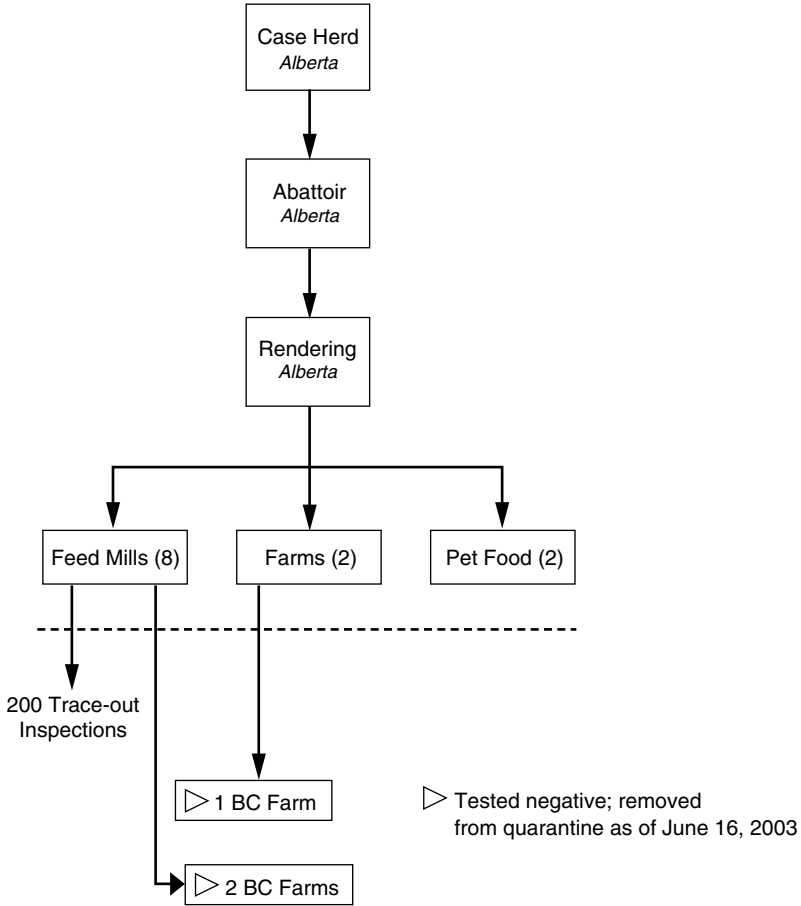 Case Herd
Alberta
Abattoir
Alberta
Rendering
Alberta
Feed Mills (8)
Farms (2)
Pet Food (2)
200 Trace-out
Inspections
1 BC Farm
Tested negative; removed
from quarantine as of June 16, 2003
2 BC Farms